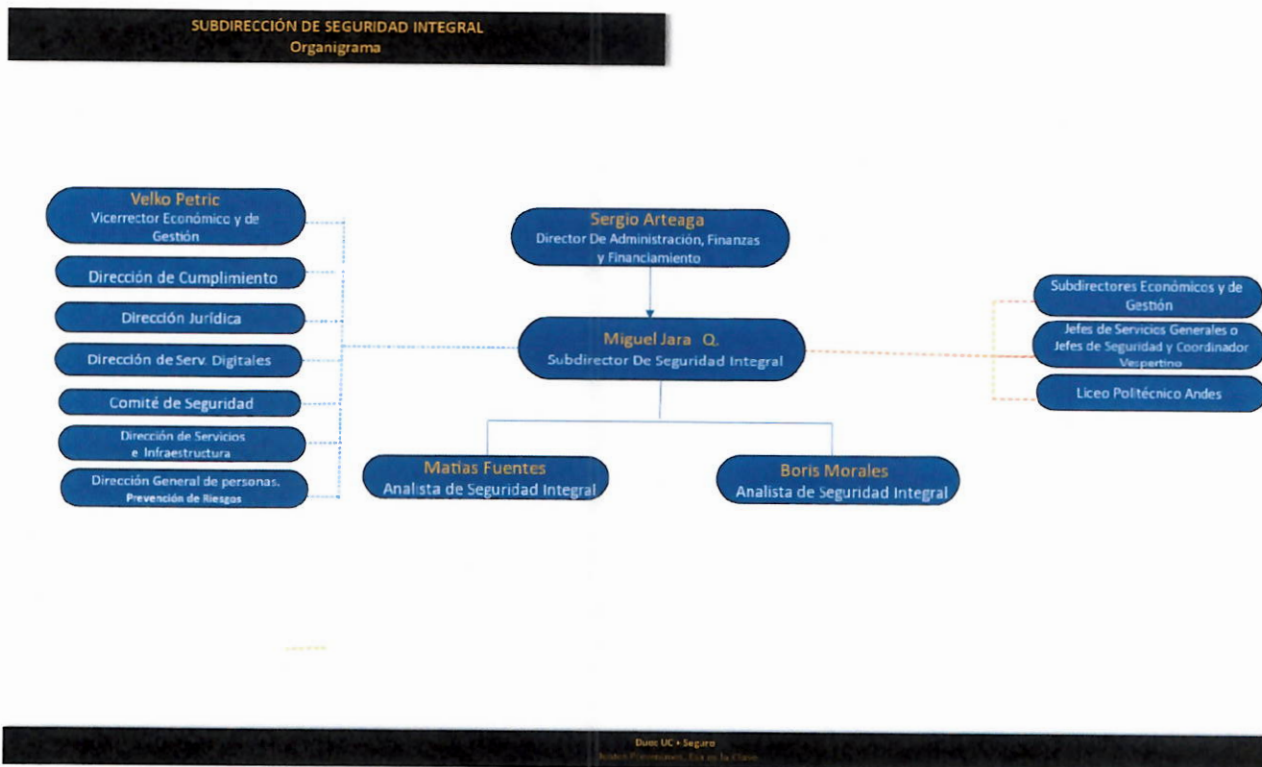 SUBDIRECCIÓN DE SEGURIDAD INTEGRAL
Organigrama
Velko Petric
Vicerrector Económico y de
Gestión
Dirección de Cumplimiento
Dirección Jurídica
Dirección de Serv. Digitales
Comité de Seguridad
Dirección de Servicios
e Infraestructura
Dirección General de personas.
Prevención de Riesgos
Sergio Arteaga
Director De Administración, Finanzas
y Financiamiento
Miguel Jara Q.
Subdirector De Seguridad Integral
Matías Fuentes
Analista de Seguridad Integral
Boris Morales
Analista de Seguridad Integral
Subdirectores Económicos y de
Gestión
Jefes de Servicios Generales o
Jefes de Seguridad y Coordinador
Vespertino
Liceo Politécnico Andes
Duoc UC • Seguro